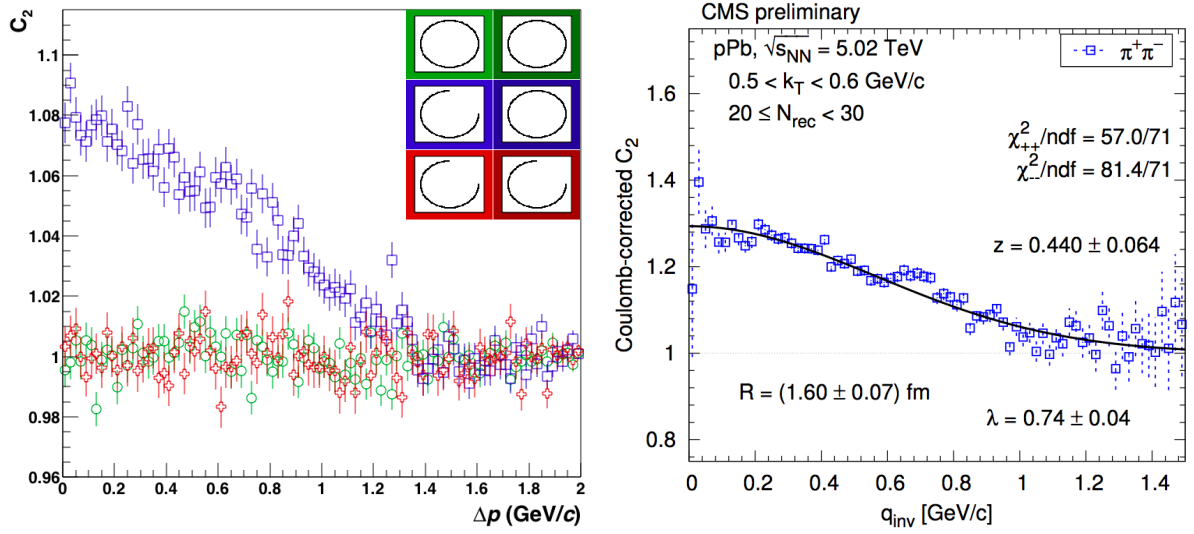 C₂
1.1
1.08
1.06
1.04
1.02
1
0.98
0.96
0 0.2 0.4 0.6 0.8 1 1.2 1.4 1.6 1.8 2
Δp (GeV/c)
CMS preliminary
pPb, √s_NN = 5.02 TeV
π⁺π⁻
0.5 < k_T < 0.6 GeV/c
20 ≤ N_rec < 30
χ²₊₊/ndf = 57.0/71
χ²₋₋/ndf = 81.4/71
z = 0.440 ± 0.064
R = (1.60 ± 0.07) fm
λ = 0.74 ± 0.04
Coulomb-corrected C₂
1.6
1.4
1.2
1
0.8
0 0.2 0.4 0.6 0.8 1 1.2 1.4
q_inv [GeV/c]